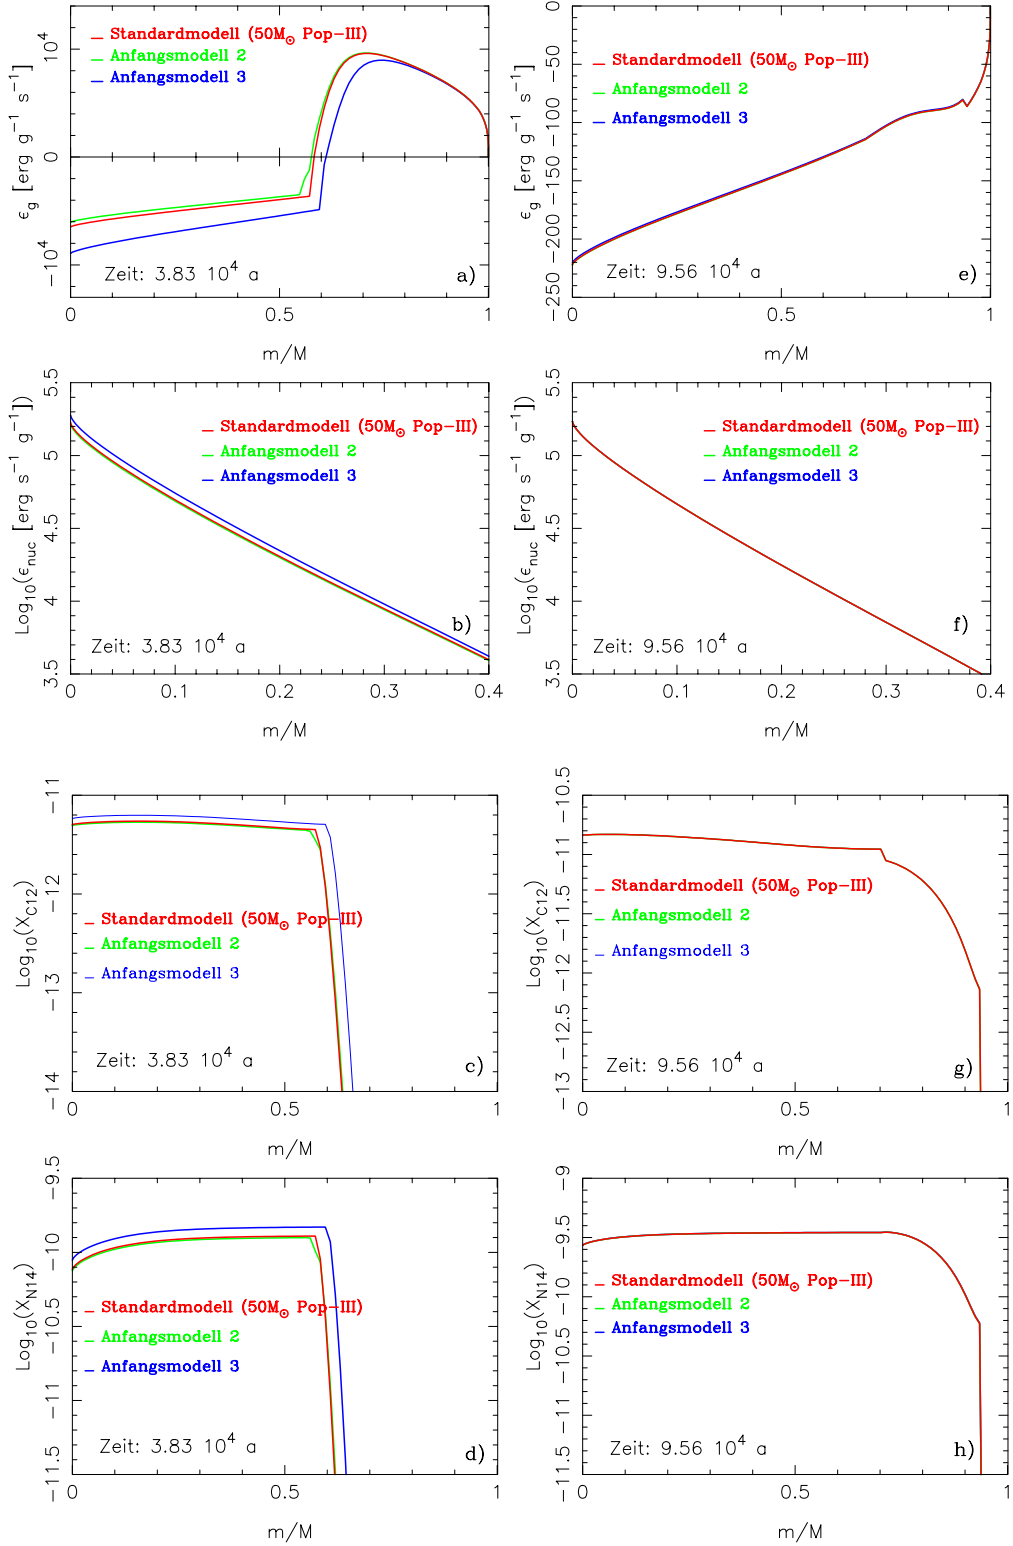 ϵg [erg g−1 s−1]
10^4
0
−10^4
Standardmodell (50M⊙ Pop−III)
Anfangsmodell 2
Anfangsmodell 3
Zeit: 3.83 10^4 a
a)
0 0.5 1
m/M
ϵg [erg g−1 s−1]
0
−50
−100
−150
−200
−250
Standardmodell (50M⊙ Pop−III)
Anfangsmodell 2
Anfangsmodell 3
Zeit: 9.56 10^4 a
e)
0 0.5 1
m/M
Log10(ϵnuc [erg s−1 g−1])
5.5
5
4.5
4
3.5
Standardmodell (50M⊙ Pop−III)
Anfangsmodell 2
Anfangsmodell 3
Zeit: 3.83 10^4 a
b)
0 0.1 0.2 0.3 0.4
m/M
Log10(ϵnuc [erg s−1 g−1])
5.5
5
4.5
4
3.5
Standardmodell (50M⊙ Pop−III)
Anfangsmodell 2
Anfangsmodell 3
Zeit: 9.56 10^4 a
f)
0 0.1 0.2 0.3 0.4
m/M
Log10(XC12)
−11
−12
−13
−14
Standardmodell (50M⊙ Pop−III)
Anfangsmodell 2
Anfangsmodell 3
Zeit: 3.83 10^4 a
c)
0 0.5 1
m/M
Log10(XC12)
−10.5
−11
−11.5
−12
−12.5
−13
Standardmodell (50M⊙ Pop−III)
Anfangsmodell 2
Anfangsmodell 3
Zeit: 9.56 10^4 a
g)
0 0.5 1
m/M
Log10(XN14)
−9.5
−10
−10.5
−11
−11.5
Standardmodell (50M⊙ Pop−III)
Anfangsmodell 2
Anfangsmodell 3
Zeit: 3.83 10^4 a
d)
0 0.5 1
m/M
Log10(XN14)
−9
−9.5
−10
−10.5
−11
−11.5
Standardmodell (50M⊙ Pop−III)
Anfangsmodell 2
Anfangsmodell 3
Zeit: 9.56 10^4 a
h)
0 0.5 1
m/M